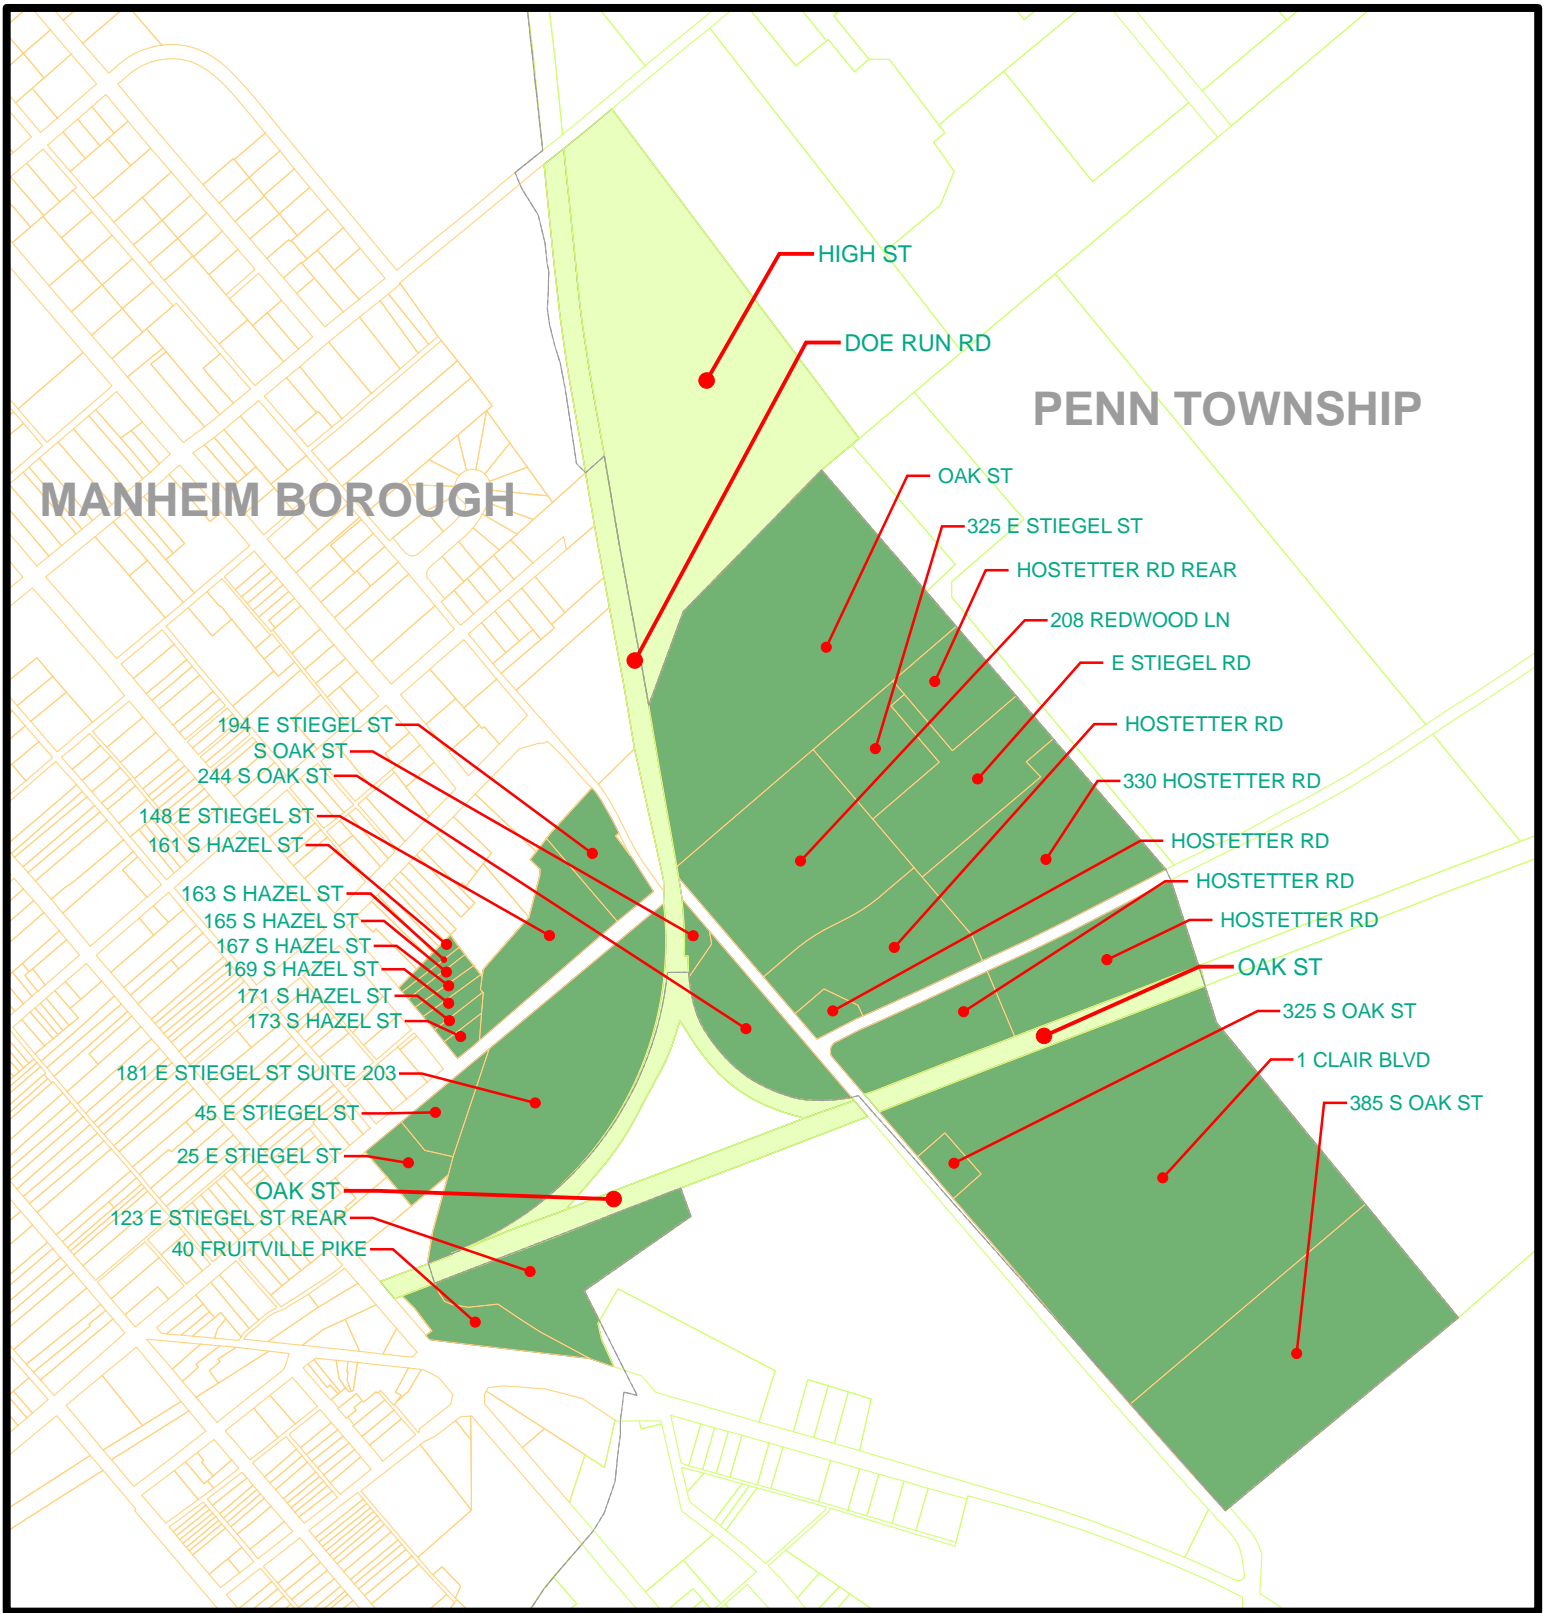 HIGH ST
DOE RUN RD
PENN TOWNSHIP
MANHEIM BOROUGH
OAK ST
325 E STIEGEL ST
HOSTETTER RD REAR
208 REDWOOD LN
E STIEGEL RD
HOSTETTER RD
330 HOSTETTER RD
HOSTETTER RD
HOSTETTER RD
HOSTETTER RD
OAK ST
325 S OAK ST
1 CLAIR BLVD
385 S OAK ST
194 E STIEGEL ST
S OAK ST
244 S OAK ST
148 E STIEGEL ST
161 S HAZEL ST
163 S HAZEL ST
165 S HAZEL ST
167 S HAZEL ST
169 S HAZEL ST
171 S HAZEL ST
173 S HAZEL ST
181 E STIEGEL ST SUITE 203
45 E STIEGEL ST
25 E STIEGEL ST
OAK ST
123 E STIEGEL ST REAR
40 FRUITVILLE PIKE